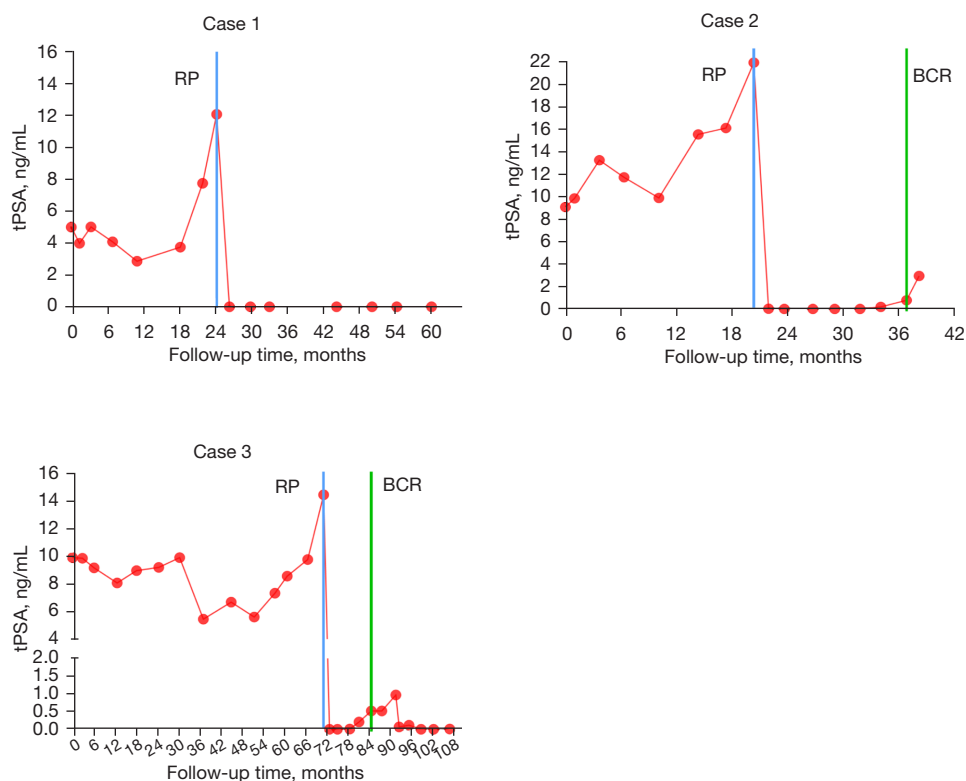 Case 1
16
14
12
10
8
6
4
2
0
tPSA, ng/mL
RP
0 6 12 18 24 30 36 42 48 54 60
Follow-up time, months
Case 2
22
20
18
16
14
12
10
8
6
4
2
0
tPSA, ng/mL
RP
BCR
0 6 12 18 24 30 36 42
Follow-up time, months
Case 3
16
14
12
10
8
6
4
2.0
1.5
1.0
0.5
0.0
tPSA, ng/mL
RP
BCR
0 6 12 18 24 30 36 42 48 54 60 66 72 78 84 90 96 102 108
Follow-up time, months